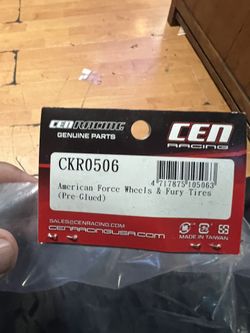 CEN RACING
GENUINE PARTS
CEN
RACING
CKR0506
4 717875 105063
American Force Wheels & Fury Tires
(Pre-Glued)
SALES@CENRACING.COM
CENRACINGUSA.COM
MADE IN TAIWAN